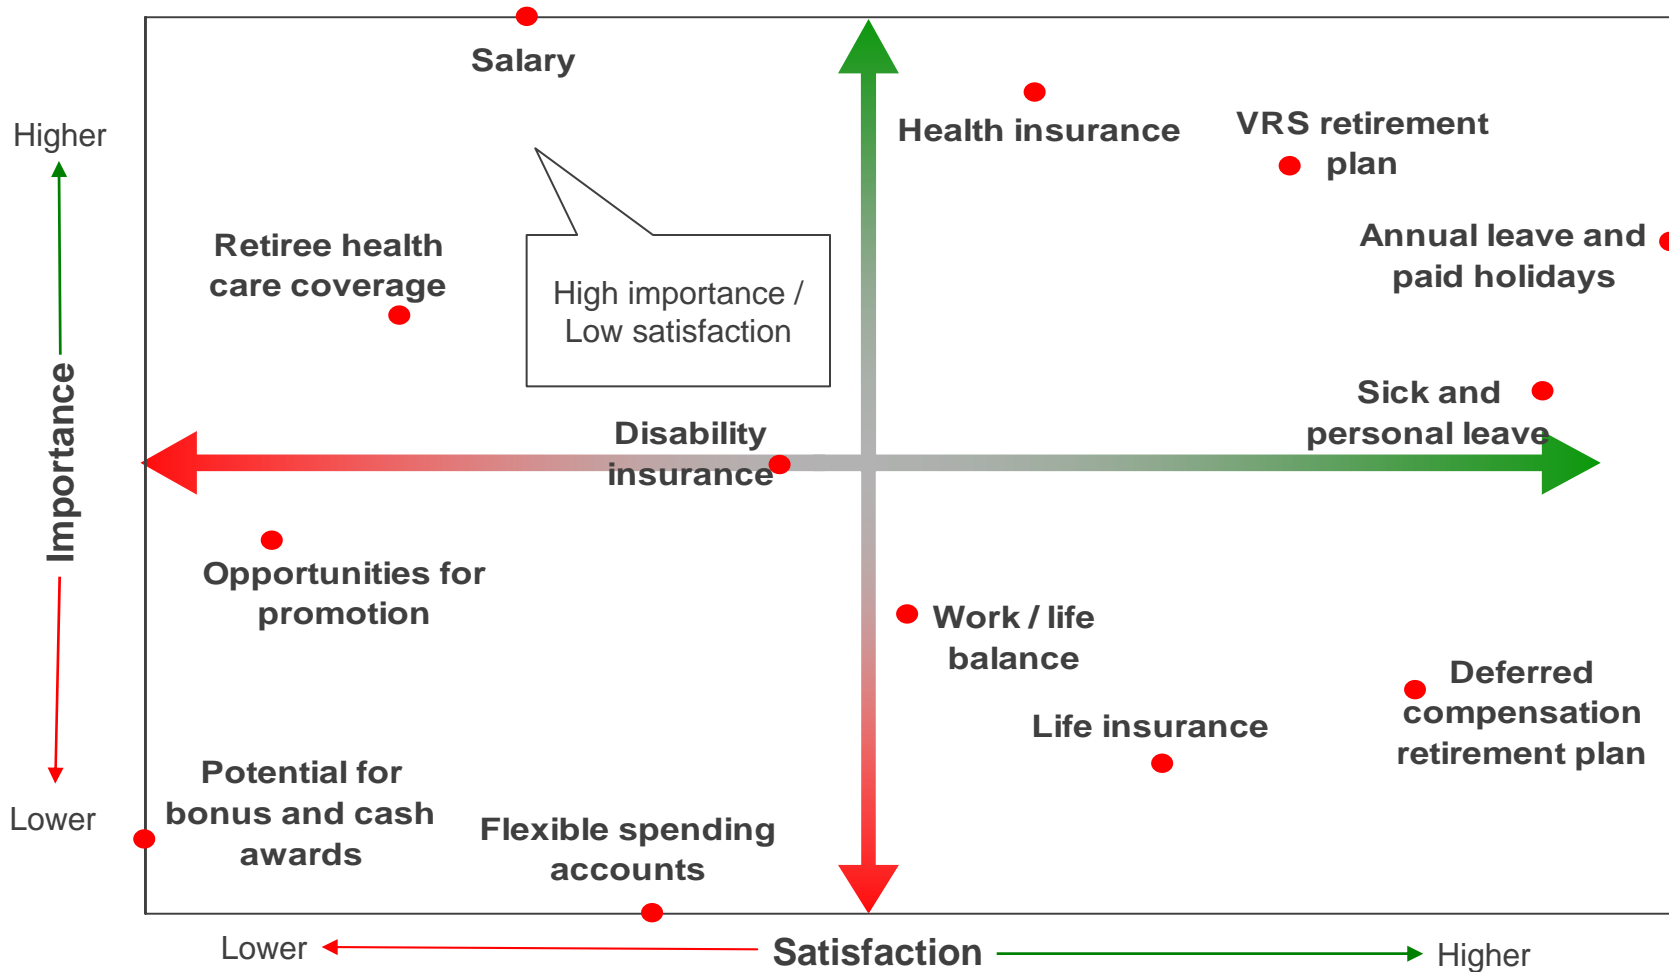 Salary
Higher
Health insurance
VRS retirement
plan
Retiree health
care coverage
Annual leave and
paid holidays
High importance /
Low satisfaction
Importance
Sick and
personal leave
Disability
insurance
Opportunities for
promotion
Work / life
balance
Deferred
compensation
retirement plan
Life insurance
Potential for
bonus and cash
awards
Flexible spending
accounts
Lower
Lower
Satisfaction
Higher